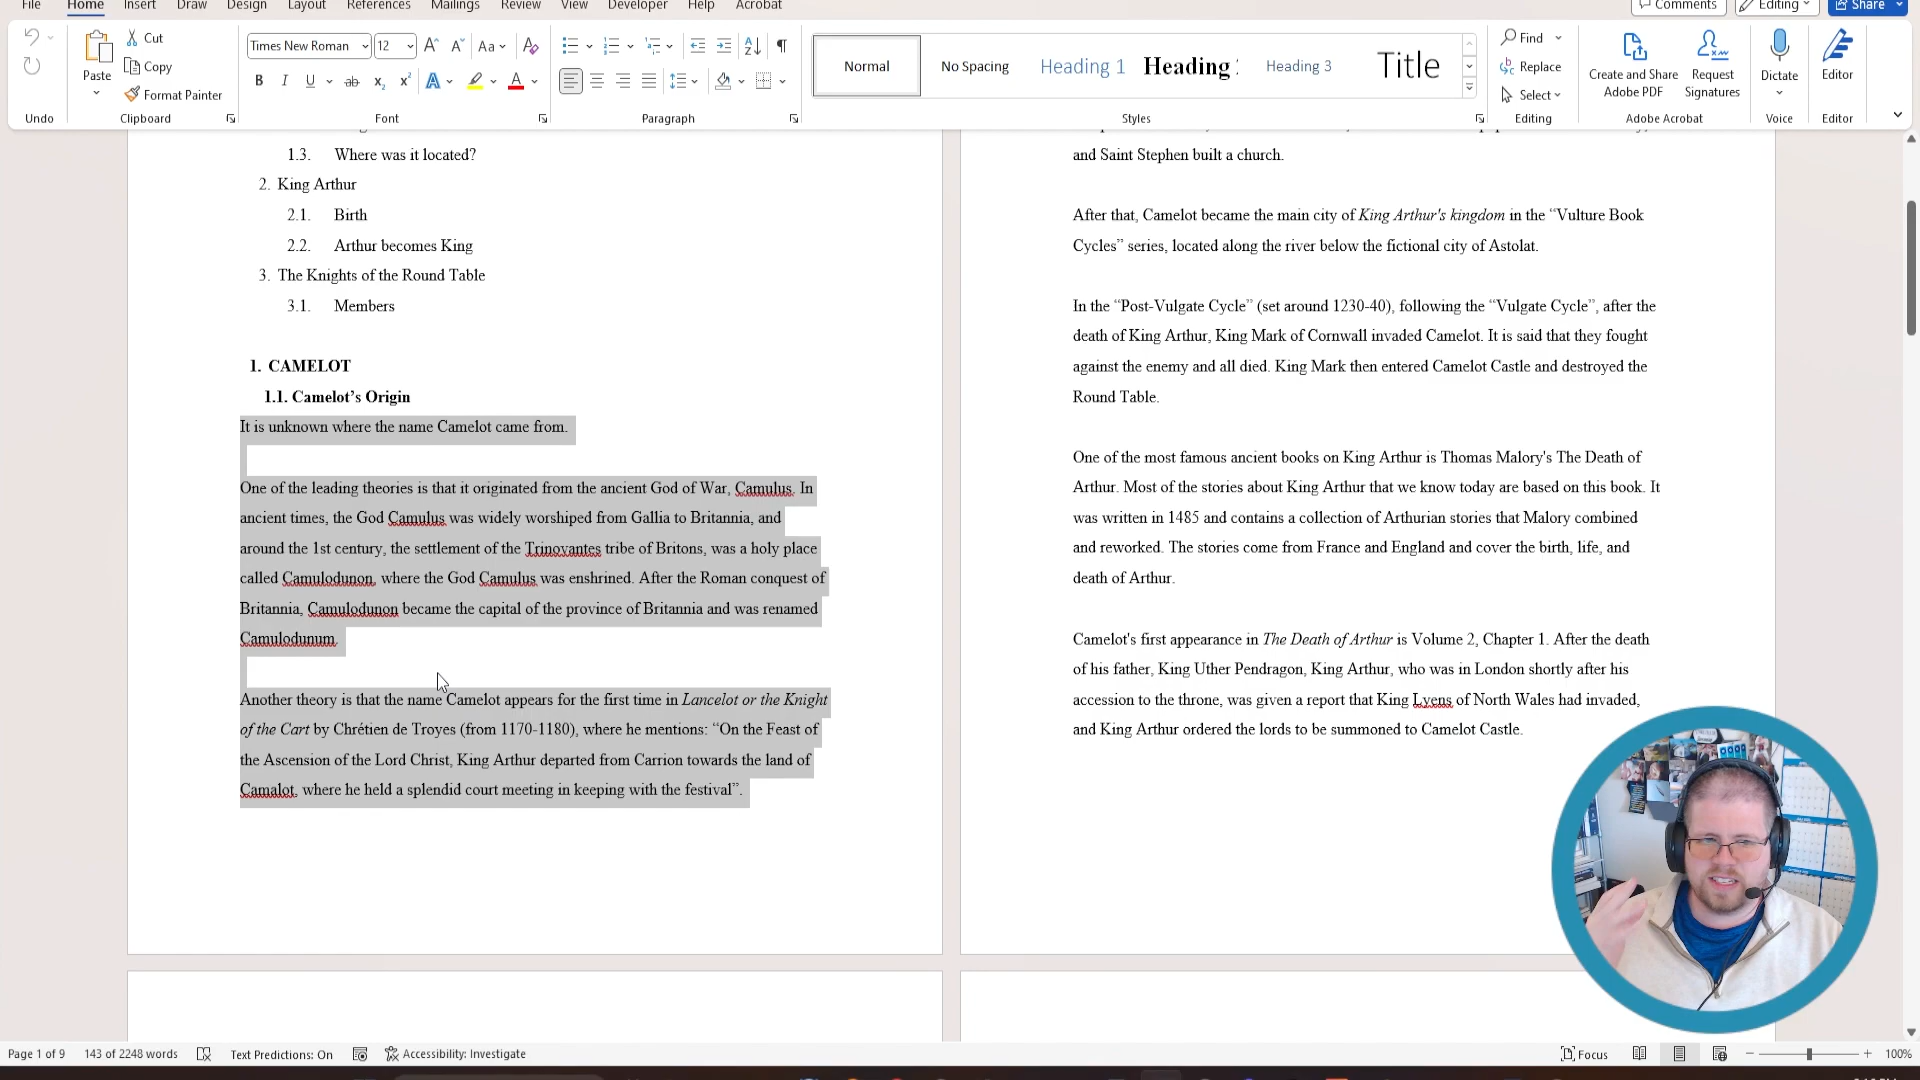 File Home Insert Draw Design Layout References Mailings Review View Developer Help Acrobat
Comments Editing Share
Cut
Copy
Format Painter
Paste
Times New Roman 12
Normal No Spacing Heading 1 Heading Heading 3 Title
Find
Replace
Select
Create and Share
Adobe PDF
Request
Signatures
Dictate
Editor
Undo Clipboard Font Paragraph Styles Editing Adobe Acrobat Voice Editor
1.3. Where was it located?
2. King Arthur
2.1. Birth
2.2. Arthur becomes King
3. The Knights of the Round Table
3.1. Members
1. CAMELOT
1.1. Camelot’s Origin
It is unknown where the name Camelot came from.
One of the leading theories is that it originated from the ancient God of War, Camulus. In
ancient times, the God Camulus was widely worshiped from Gallia to Britannia, and
around the 1st century, the settlement of the Trinovantes tribe of Britons, was a holy place
called Camulodunon, where the God Camulus was enshrined. After the Roman conquest of
Britannia, Camulodunon became the capital of the province of Britannia and was renamed
Camulodunum.
Another theory is that the name Camelot appears for the first time in Lancelot or the Knight
of the Cart by Chrétien de Troyes (from 1170-1180), where he mentions: “On the Feast of
the Ascension of the Lord Christ, King Arthur departed from Carrion towards the land of
Camalot, where he held a splendid court meeting in keeping with the festival”.
and Saint Stephen built a church.
After that, Camelot became the main city of King Arthur's kingdom in the “Vulture Book
Cycles” series, located along the river below the fictional city of Astolat.
In the “Post-Vulgate Cycle” (set around 1230-40), following the “Vulgate Cycle”, after the
death of King Arthur, King Mark of Cornwall invaded Camelot. It is said that they fought
against the enemy and all died. King Mark then entered Camelot Castle and destroyed the
Round Table.
One of the most famous ancient books on King Arthur is Thomas Malory's The Death of
Arthur. Most of the stories about King Arthur that we know today are based on this book. It
was written in 1485 and contains a collection of Arthurian stories that Malory combined
and reworked. The stories come from France and England and cover the birth, life, and
death of Arthur.
Camelot's first appearance in The Death of Arthur is Volume 2, Chapter 1. After the death
of his father, King Uther Pendragon, King Arthur, who was in London shortly after his
accession to the throne, was given a report that King Lyens of North Wales had invaded,
and King Arthur ordered the lords to be summoned to Camelot Castle.
Page 1 of 9 143 of 2248 words Text Predictions: On Accessibility: Investigate Focus 100%